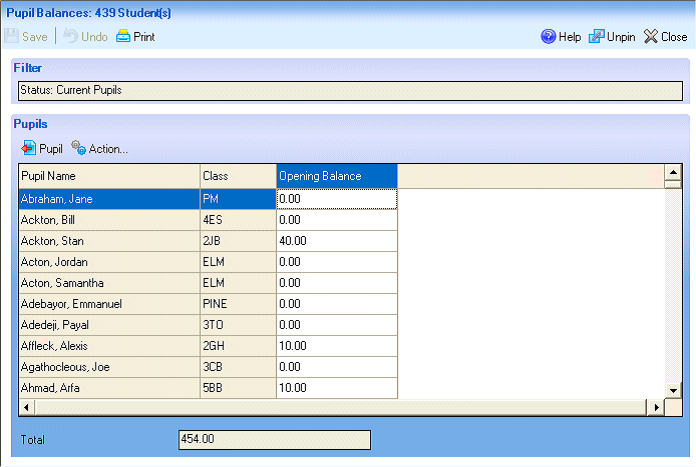 Pupil Balances: 439 Student(s)
Save Undo Print Help Unpin Close
Filter
Status: Current Pupils
Pupils
Pupil Action...
Pupil Name Class Opening Balance
Abraham, Jane PM 0.00
Ackton, Bill 4ES 0.00
Ackton, Stan 2JB 40.00
Acton, Jordan ELM 0.00
Acton, Samantha ELM 0.00
Adebayor, Emmanuel PINE 0.00
Adedeji, Payal 3TO 0.00
Affleck, Alexis 2GH 10.00
Agathocleous, Joe 3CB 0.00
Ahmad, Arfa 5BB 10.00
Total 454.00